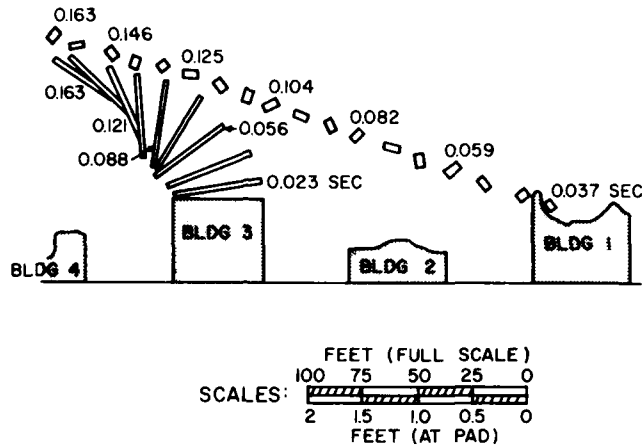 0.163
0.146
0.125
0.104
0.163
0.121
0.056
0.082
0.088
0.059
0.023 SEC
0.037 SEC
BLDG 3
BLDG 4
BLDG 2
BLDG 1
FEET (FULL SCALE)
100 75 50 25 0
SCALES:
2 1.5 1.0 0.5 0
FEET (AT PAD)